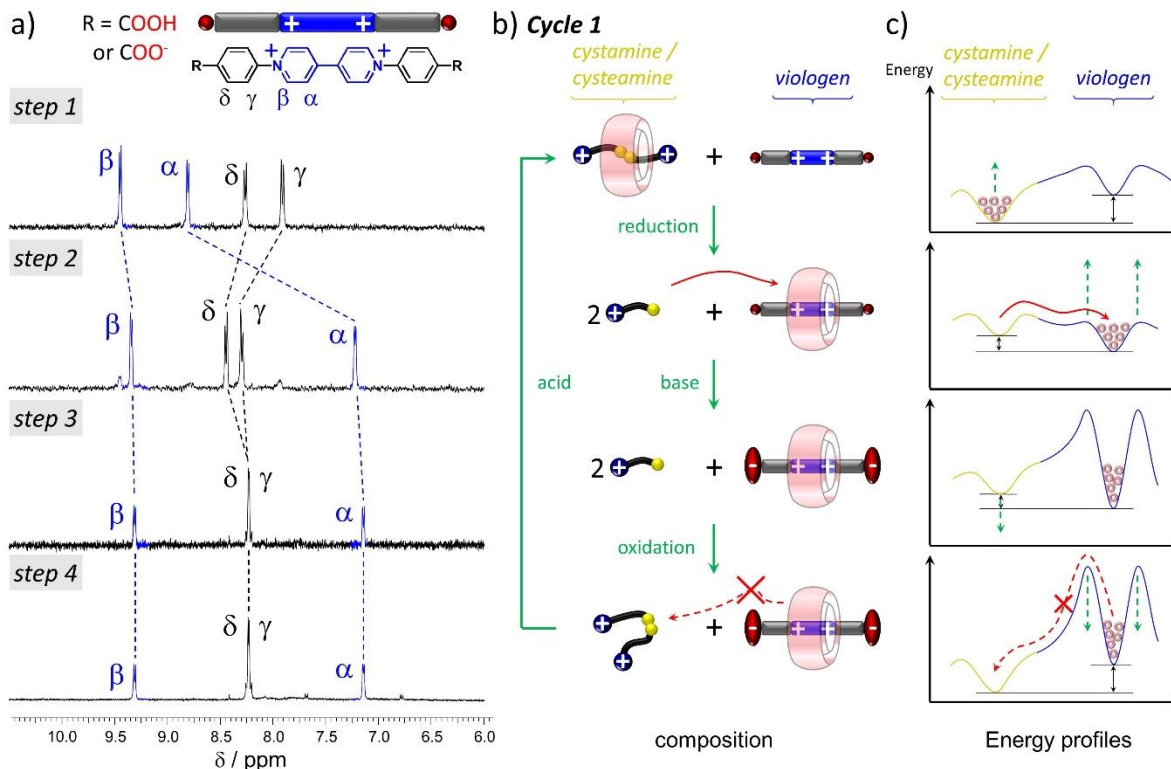 a)
R = COOH
or COO⁻
+ +
+ +
R N N R
δ γ β α
step 1
β α δ γ
step 2
β δ γ α
step 3
β δ γ α
step 4
β δ γ α
10.0 9.5 9.0 8.5 8.0 7.5 7.0 6.5 6.0
δ / ppm
b) Cycle 1
cystamine /
cysteamine
viologen
+ + + + +
reduction
2 + + + +
acid
base
2 + + - + + -
oxidation
+ + + - + + -
composition
c)
Energy
cystamine /
cysteamine
viologen
Energy profiles